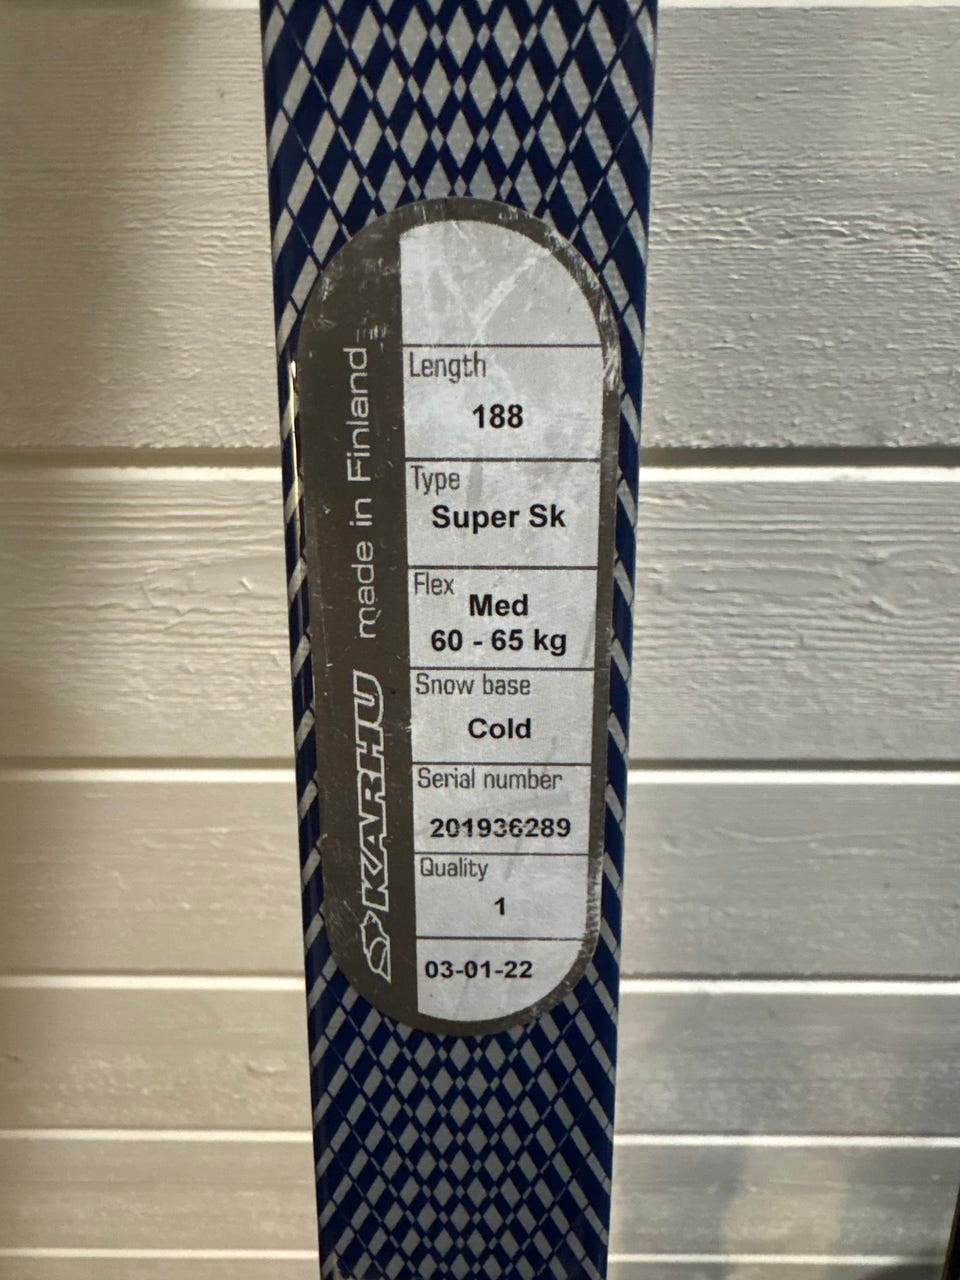 Length
188
Type
Super Sk
Flex
Med
60 - 65 kg
Snow base
Cold
Serial number
201936289
Quality
1
03-01-22
KARHU made in Finland